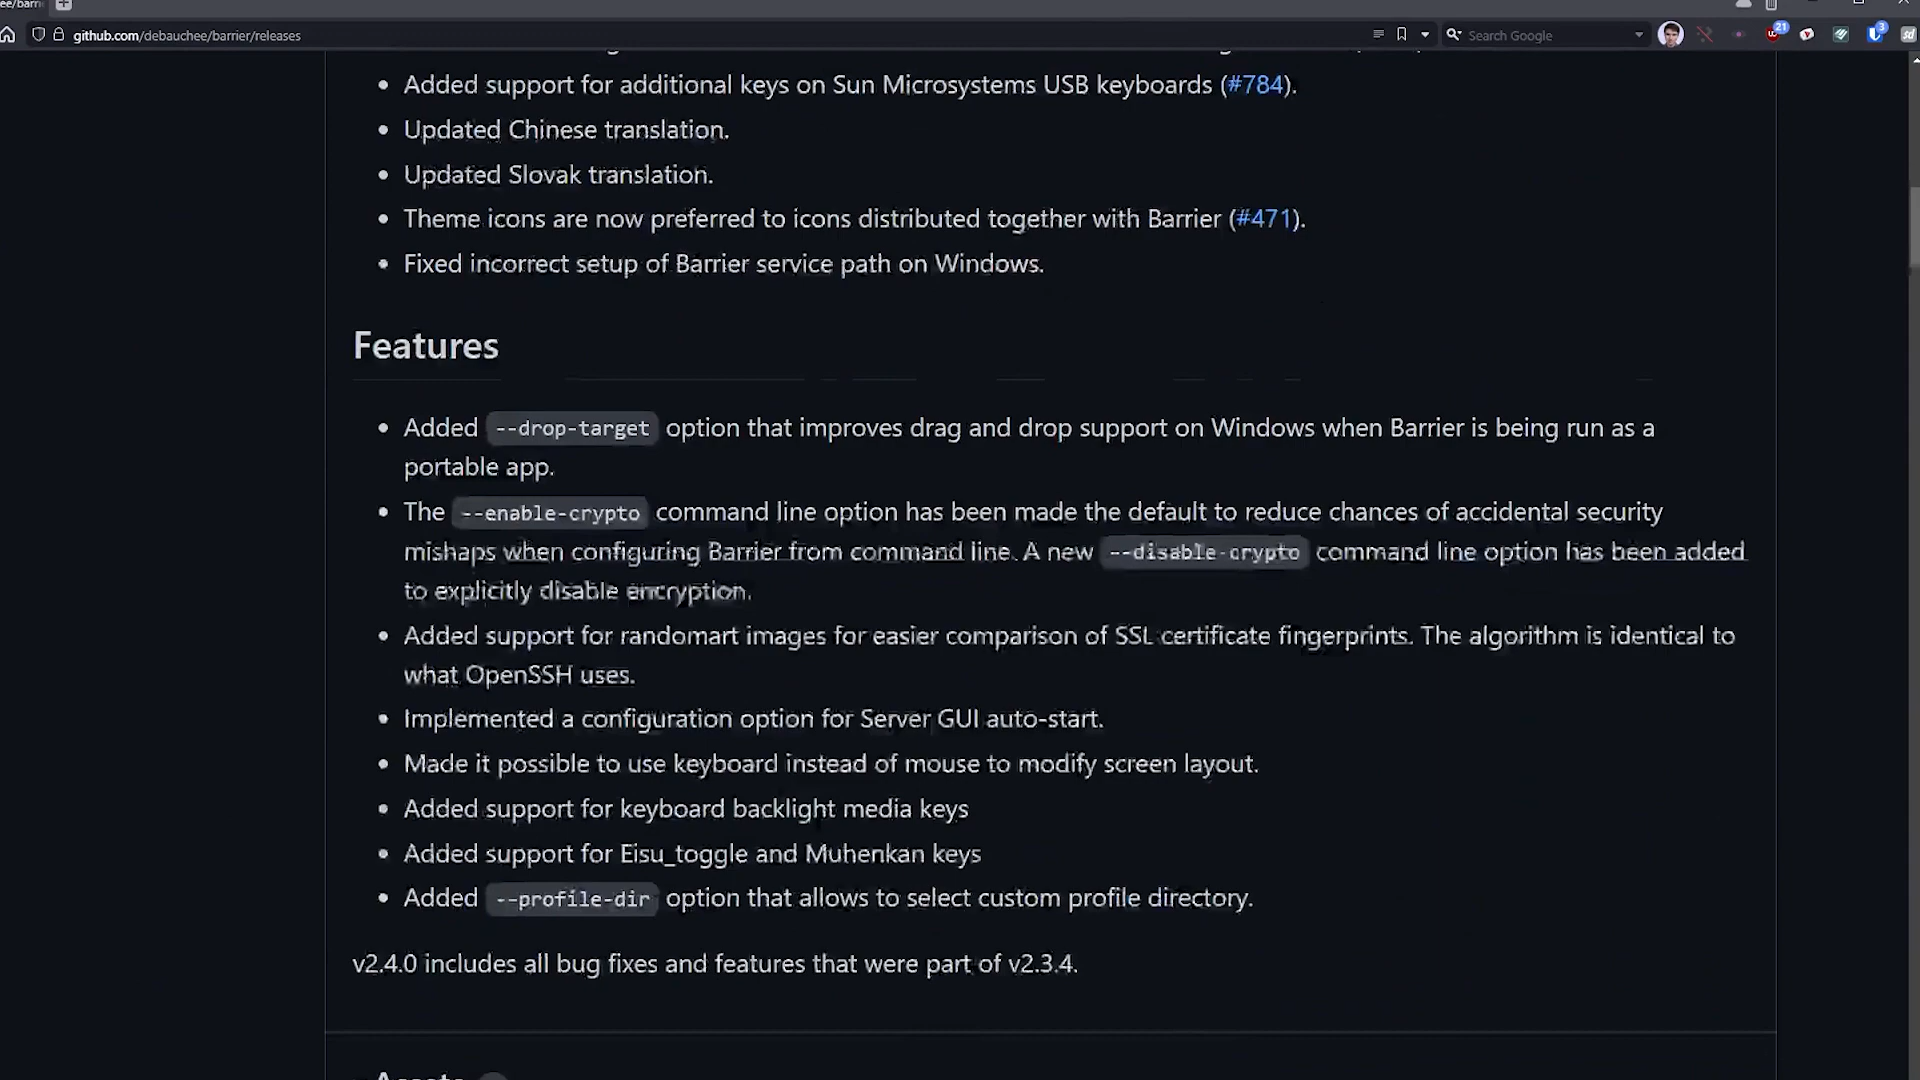 github.com/debauchee/barrier/releases
Search Google
21
3
Added support for additional keys on Sun Microsystems USB keyboards (#784).
Updated Chinese translation.
Updated Slovak translation.
Theme icons are now preferred to icons distributed together with Barrier (#471).
Fixed incorrect setup of Barrier service path on Windows.
Features
Added --drop-target option that improves drag and drop support on Windows when Barrier is being run as a
portable app.
The --enable-crypto command line option has been made the default to reduce chances of accidental security
mishaps when configuring Barrier from command line. A new --disable-crypto command line option has been added
to explicitly disable encryption.
Added support for randomart images for easier comparison of SSL certificate fingerprints. The algorithm is identical to
what OpenSSH uses.
Implemented a configuration option for Server GUI auto-start.
Made it possible to use keyboard instead of mouse to modify screen layout.
Added support for keyboard backlight media keys
Added support for Eisu_toggle and Muhenkan keys
Added --profile-dir option that allows to select custom profile directory.
v2.4.0 includes all bug fixes and features that were part of v2.3.4.
Assets